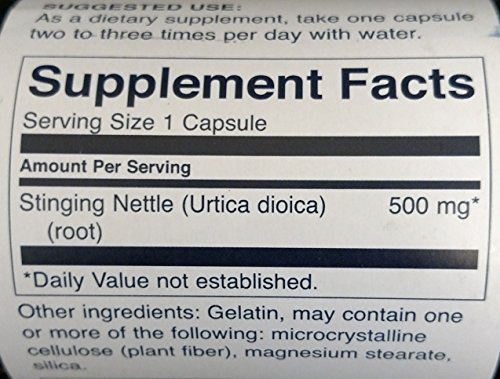 SUGGESTED USE:
As a dietary supplement, take one capsule
two to three times per day with water.
Supplement Facts
Serving Size 1 Capsule
Amount Per Serving
Stinging Nettle (Urtica dioica) 500 mg*
(root)
*Daily Value not established.
Other ingredients: Gelatin, may contain one
or more of the following: microcrystalline
cellulose (plant fiber), magnesium stearate,
silica.